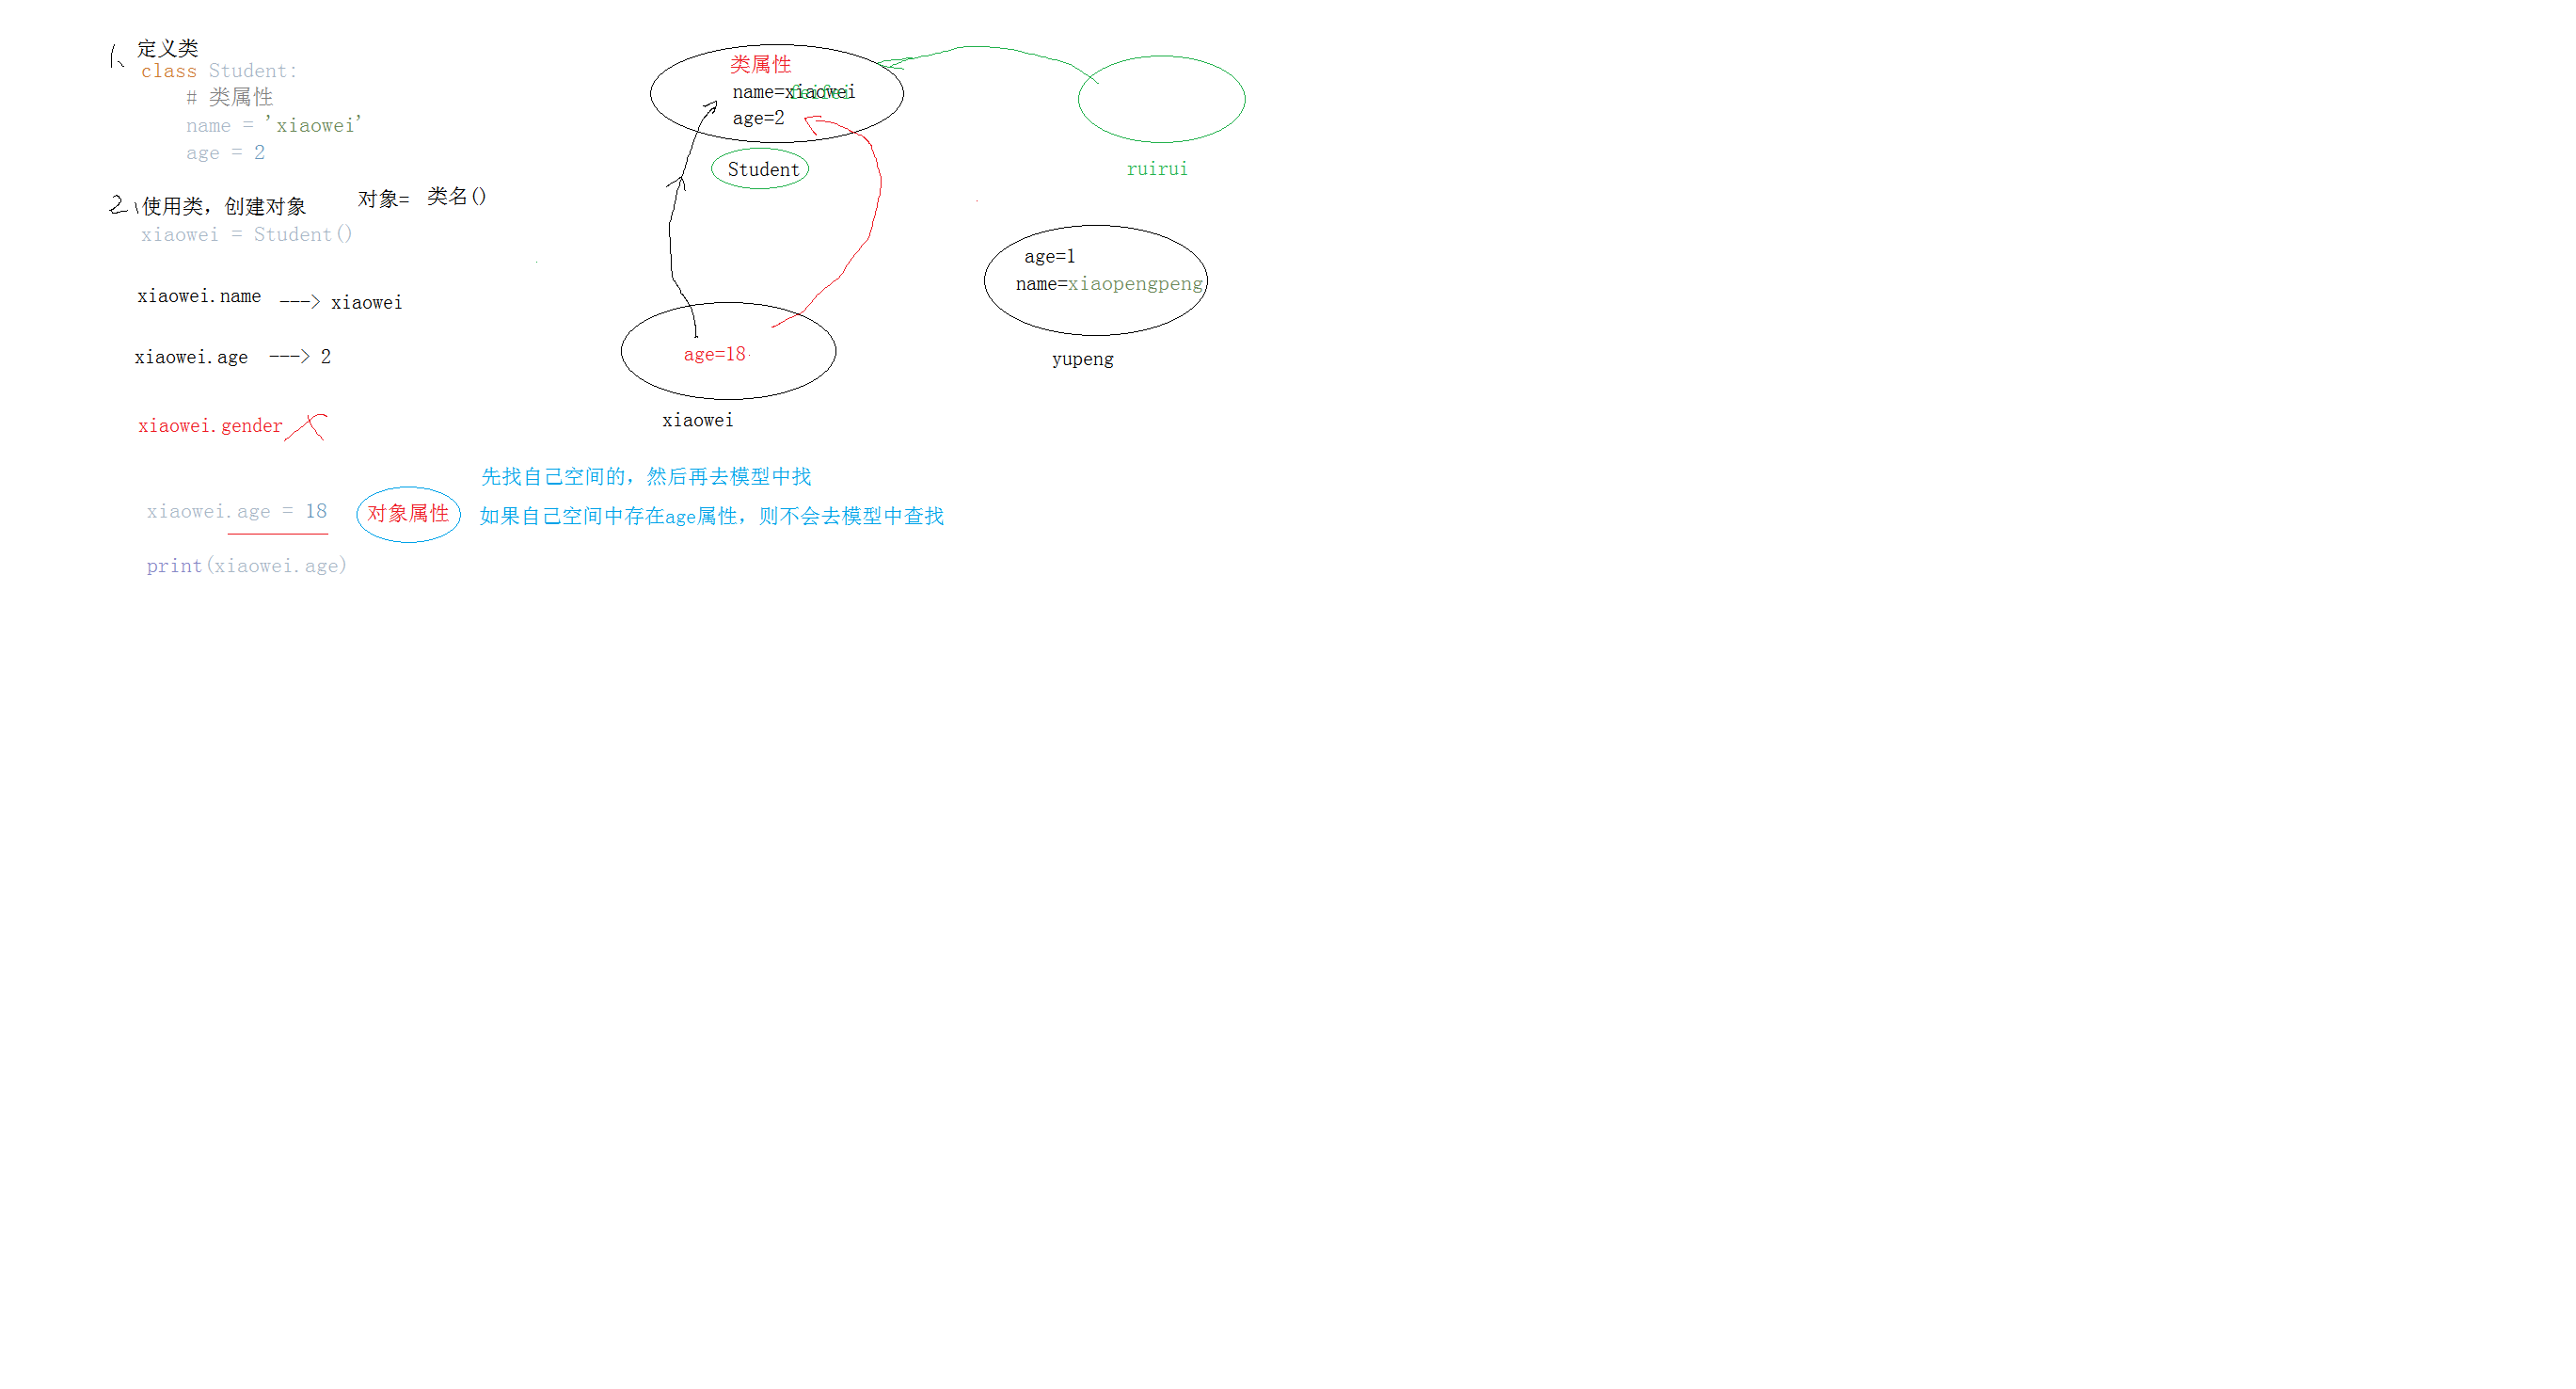 1、定义类
class Student:
# 类属性
name = 'xiaowei'
age = 2
2、使用类，创建对象 对象= 类名()
xiaowei = Student()
xiaowei.name ---> xiaowei
xiaowei.age ---> 2
xiaowei.gender
xiaowei.age = 18 对象属性
print(xiaowei.age)
先找自己空间的，然后再去模型中找
如果自己空间中存在age属性，则不会去模型中查找
类属性
name=xiaowei
feifei
age=2
Student
age=18
xiaowei
ruirui
age=1
name=xiaopengpeng
yupeng